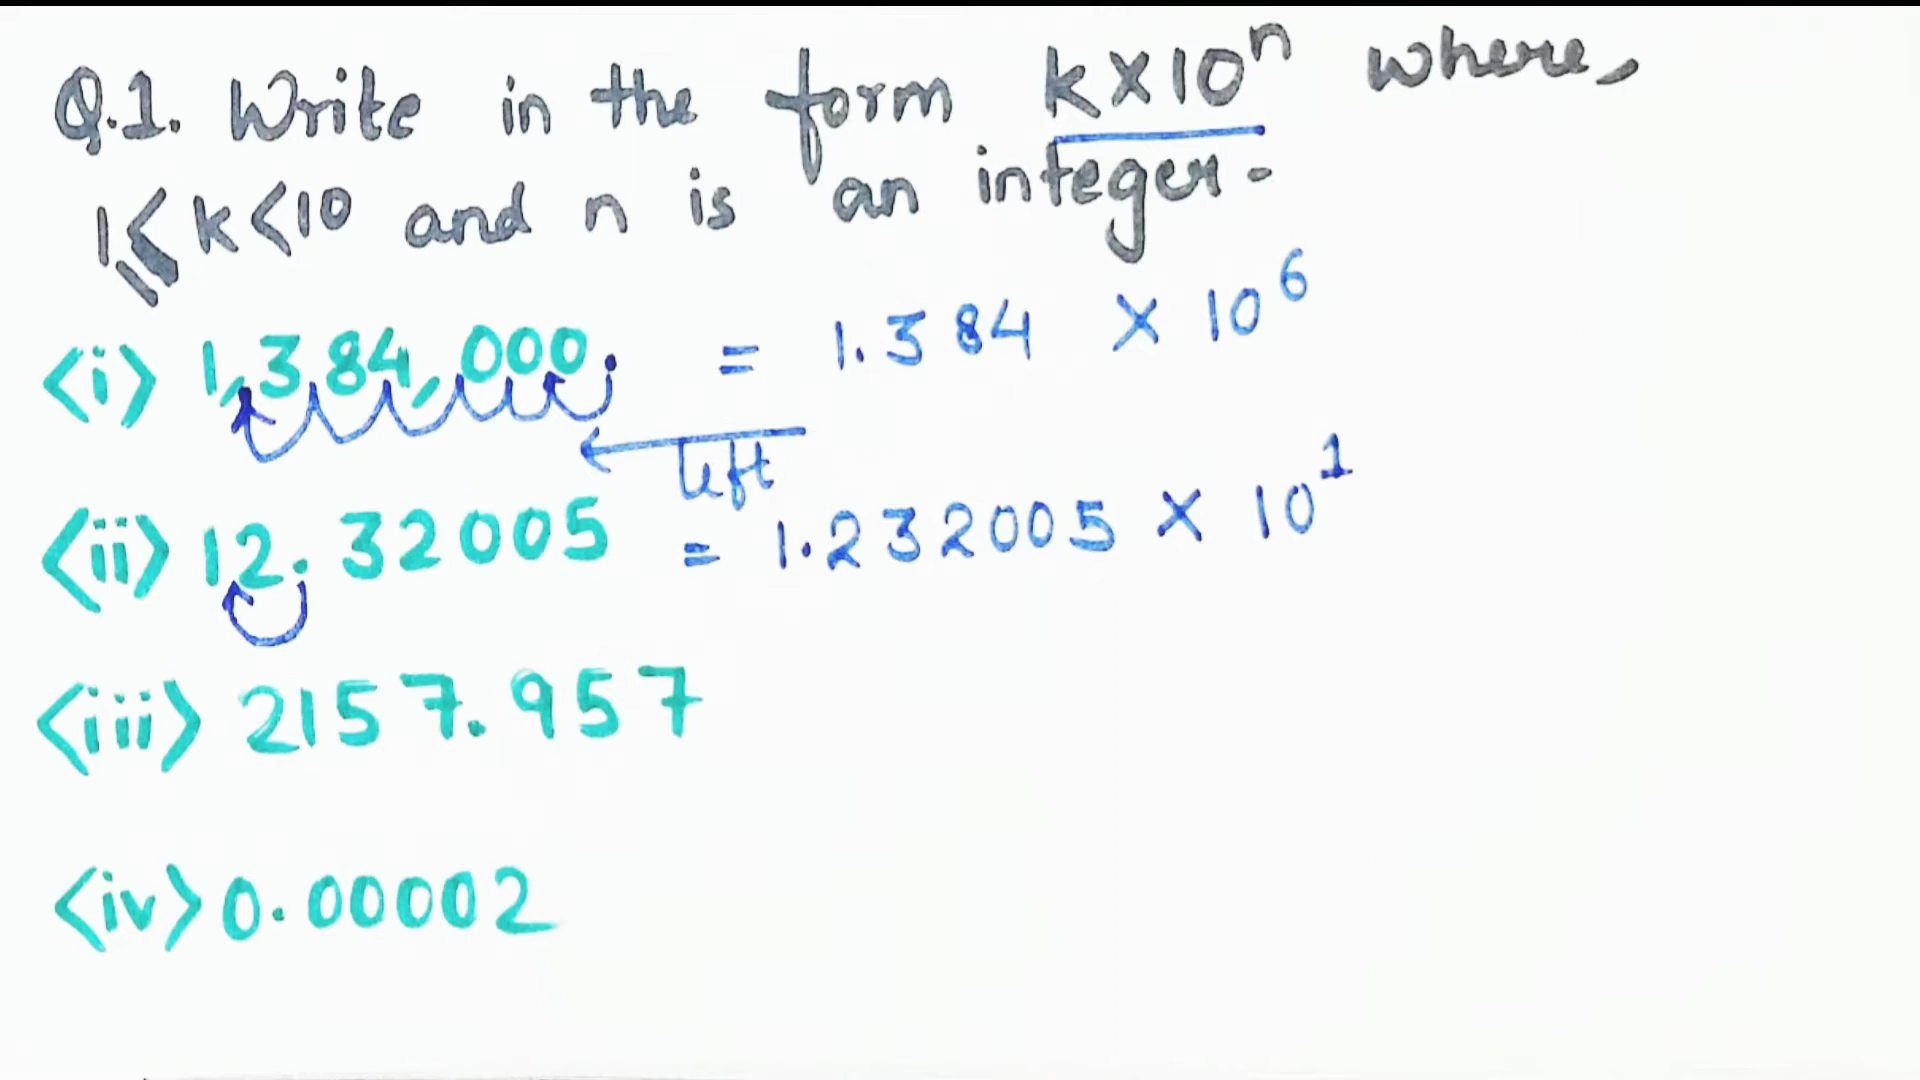 Q.1. Write in the form k×10ⁿ where,
1≤k<10 and n is an integer-
<i> 1,384,000. = 1.384 × 10⁶
left
<ii> 12.32005 = 1.232005 × 10¹
<iii> 2157.957
<iv> 0.00002